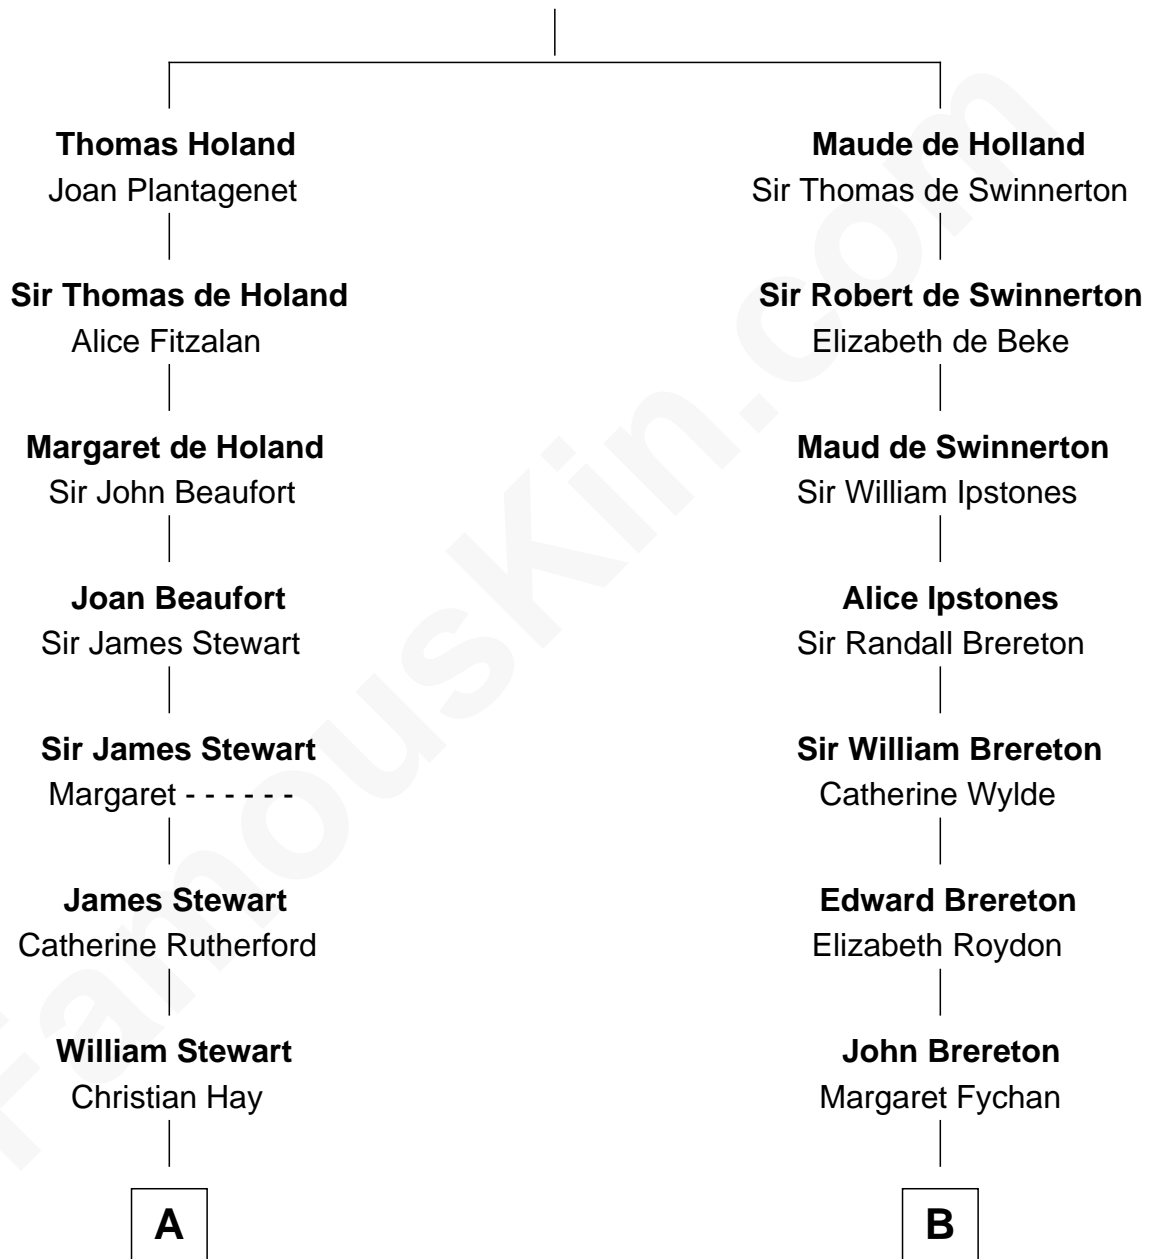 Thomas Holand
Joan Plantagenet
Maude de Holland
Sir Thomas de Swinnerton
Sir Thomas de Holand
Alice Fitzalan
Sir Robert de Swinnerton
Elizabeth de Beke
Margaret de Holand
Sir John Beaufort
Maud de Swinnerton
Sir William Ipstones
Joan Beaufort
Sir James Stewart
Alice Ipstones
Sir Randall Brereton
Sir James Stewart
Margaret - - - - - -
Sir William Brereton
Catherine Wylde
James Stewart
Catherine Rutherford
Edward Brereton
Elizabeth Roydon
William Stewart
Christian Hay
John Brereton
Margaret Fychan
A
B
FamousKin.com